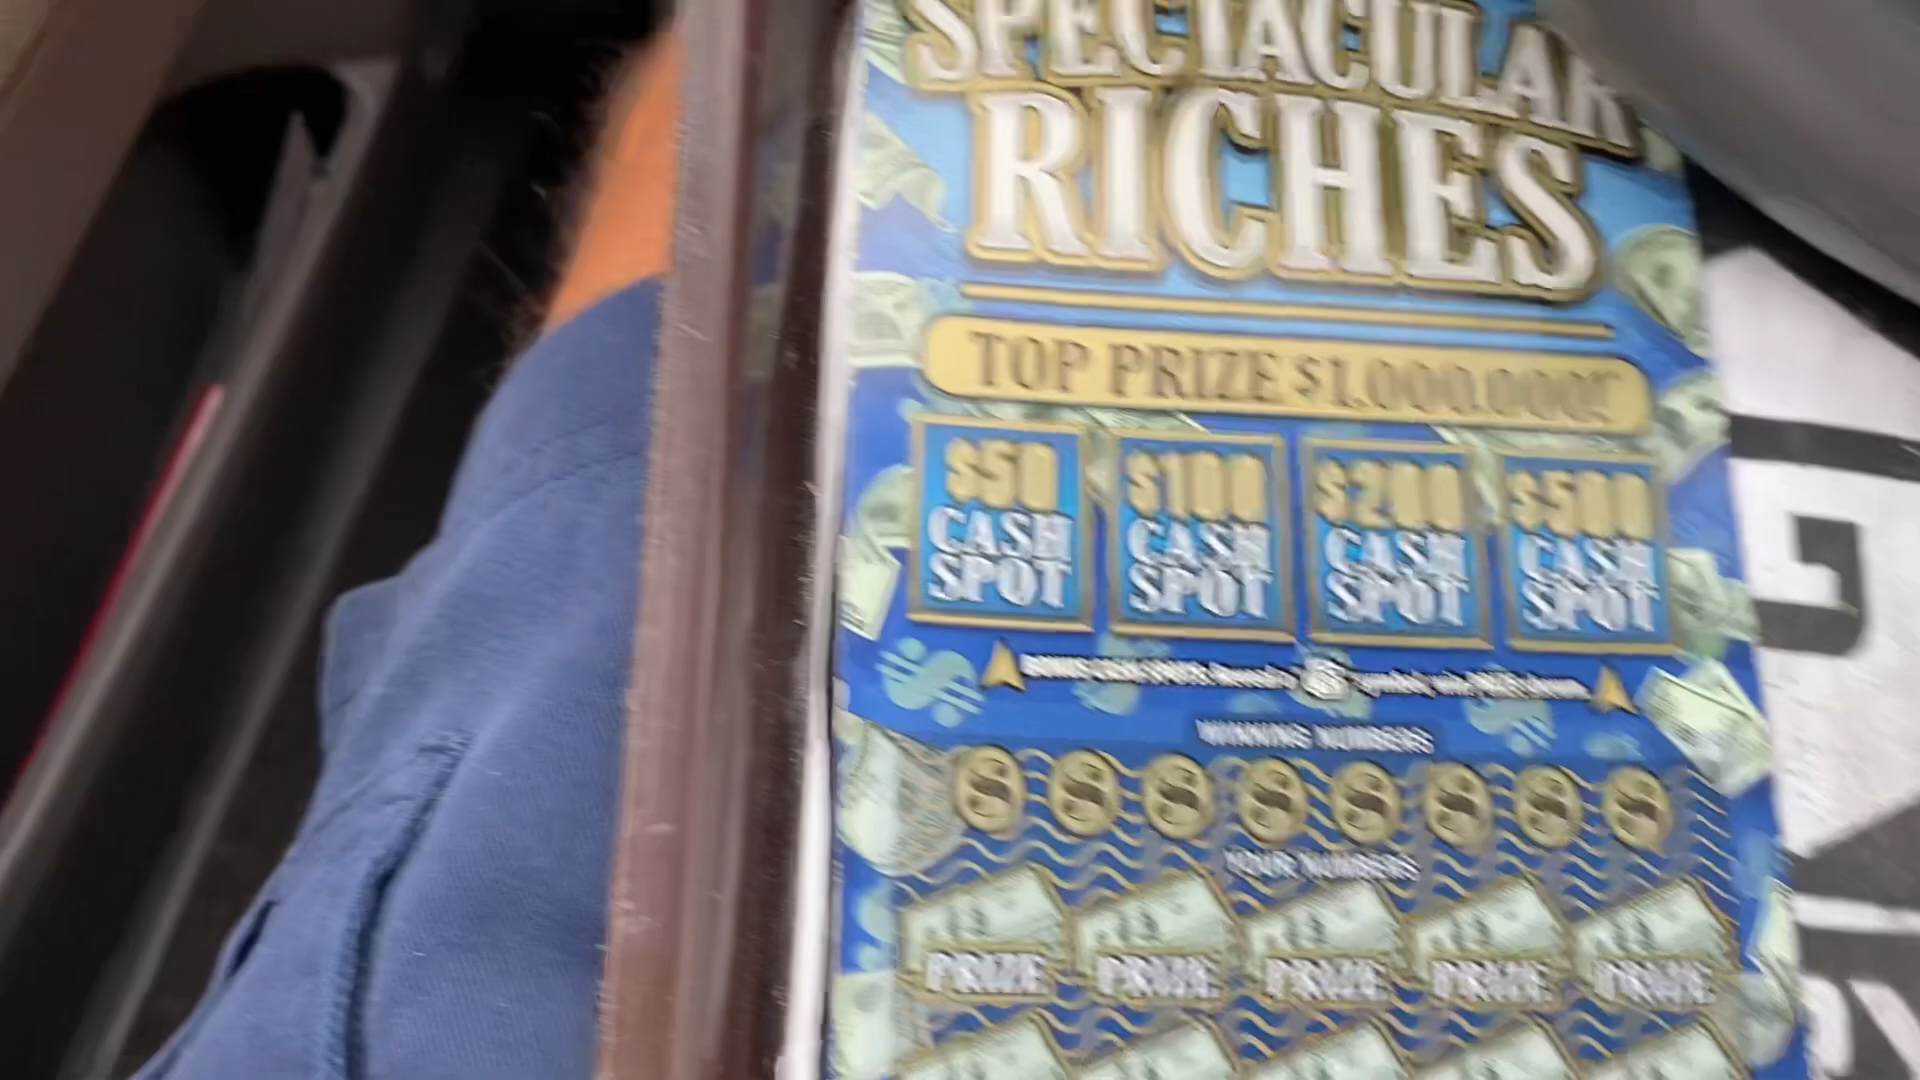 SPECTACULAR
RICHES
TOP PRIZE $1,000,000!
$50 CASH SPOT
$100 CASH SPOT
$200 CASH SPOT
$500 CASH SPOT
WINNING NUMBERS
YOUR NUMBERS
PRIZE PRIZE PRIZE PRIZE PRIZE